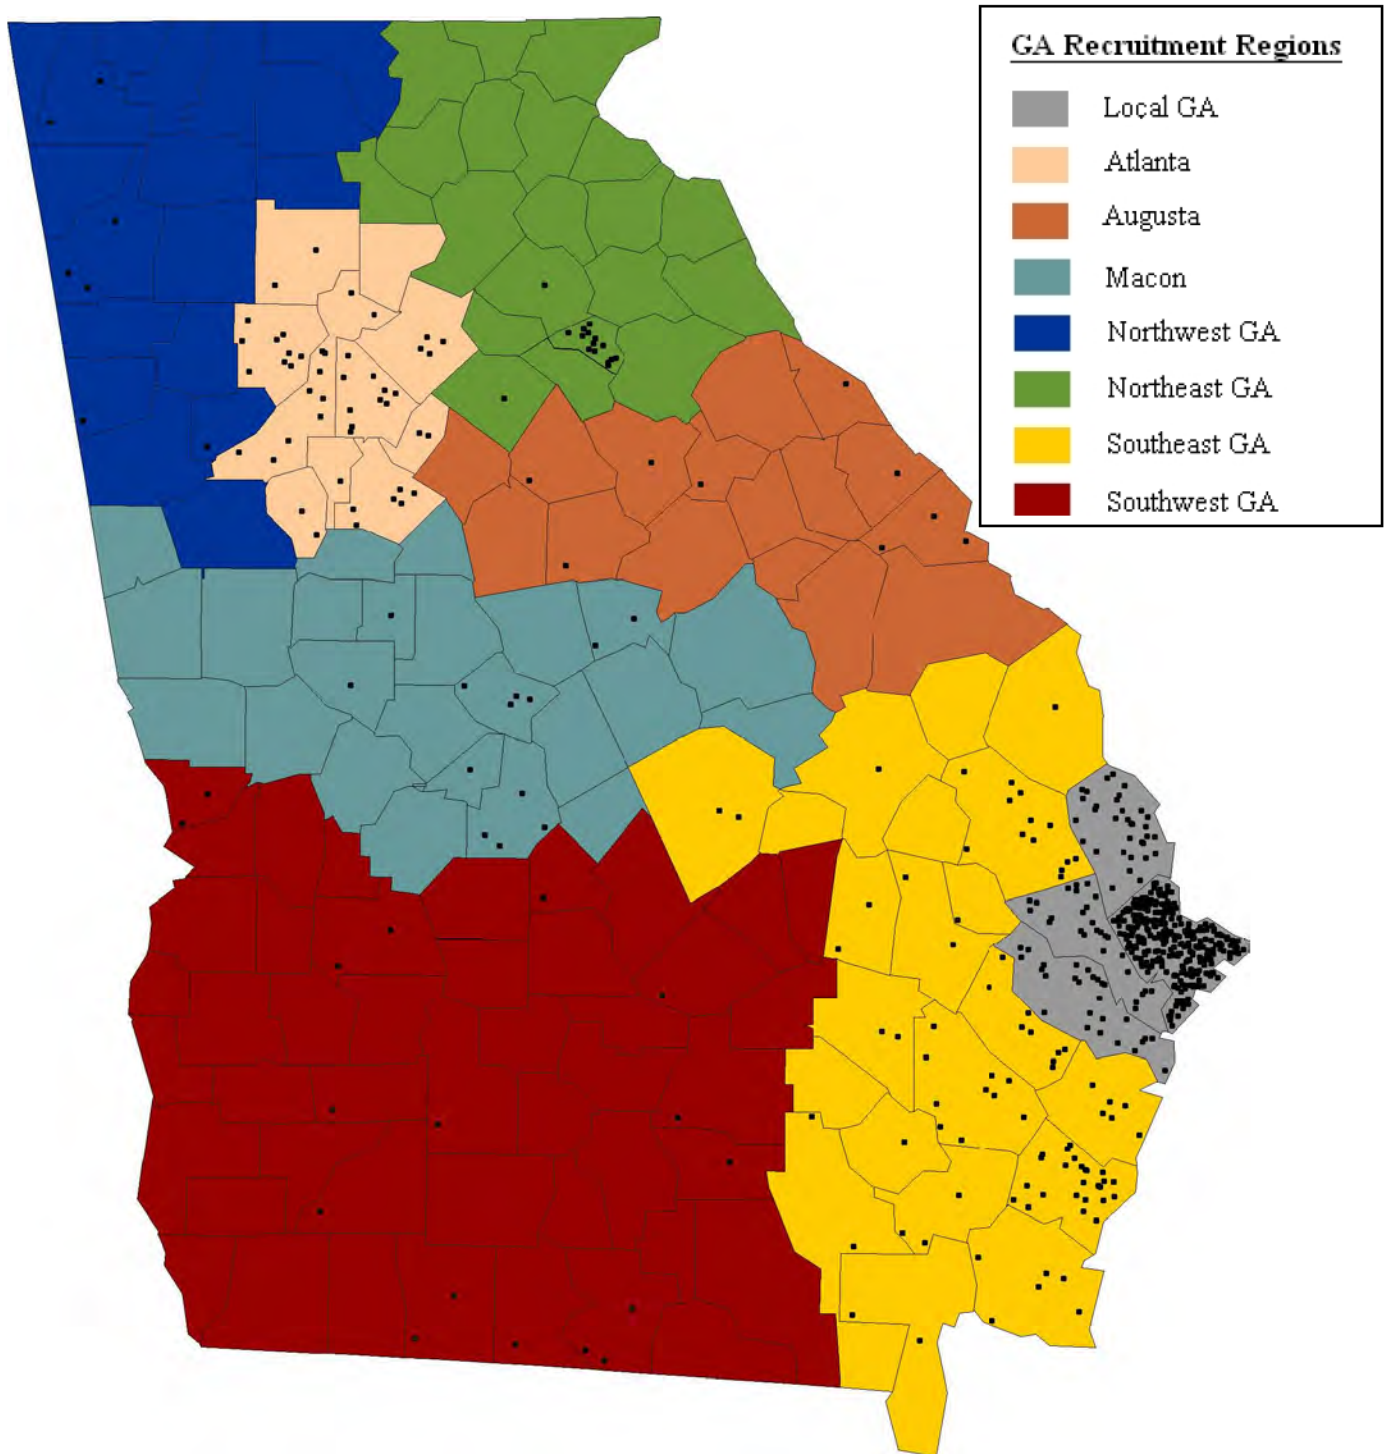 GA Recruitment Regions
Local GA
Atlanta
Augusta
Macon
Northwest GA
Northeast GA
Southeast GA
Southwest GA